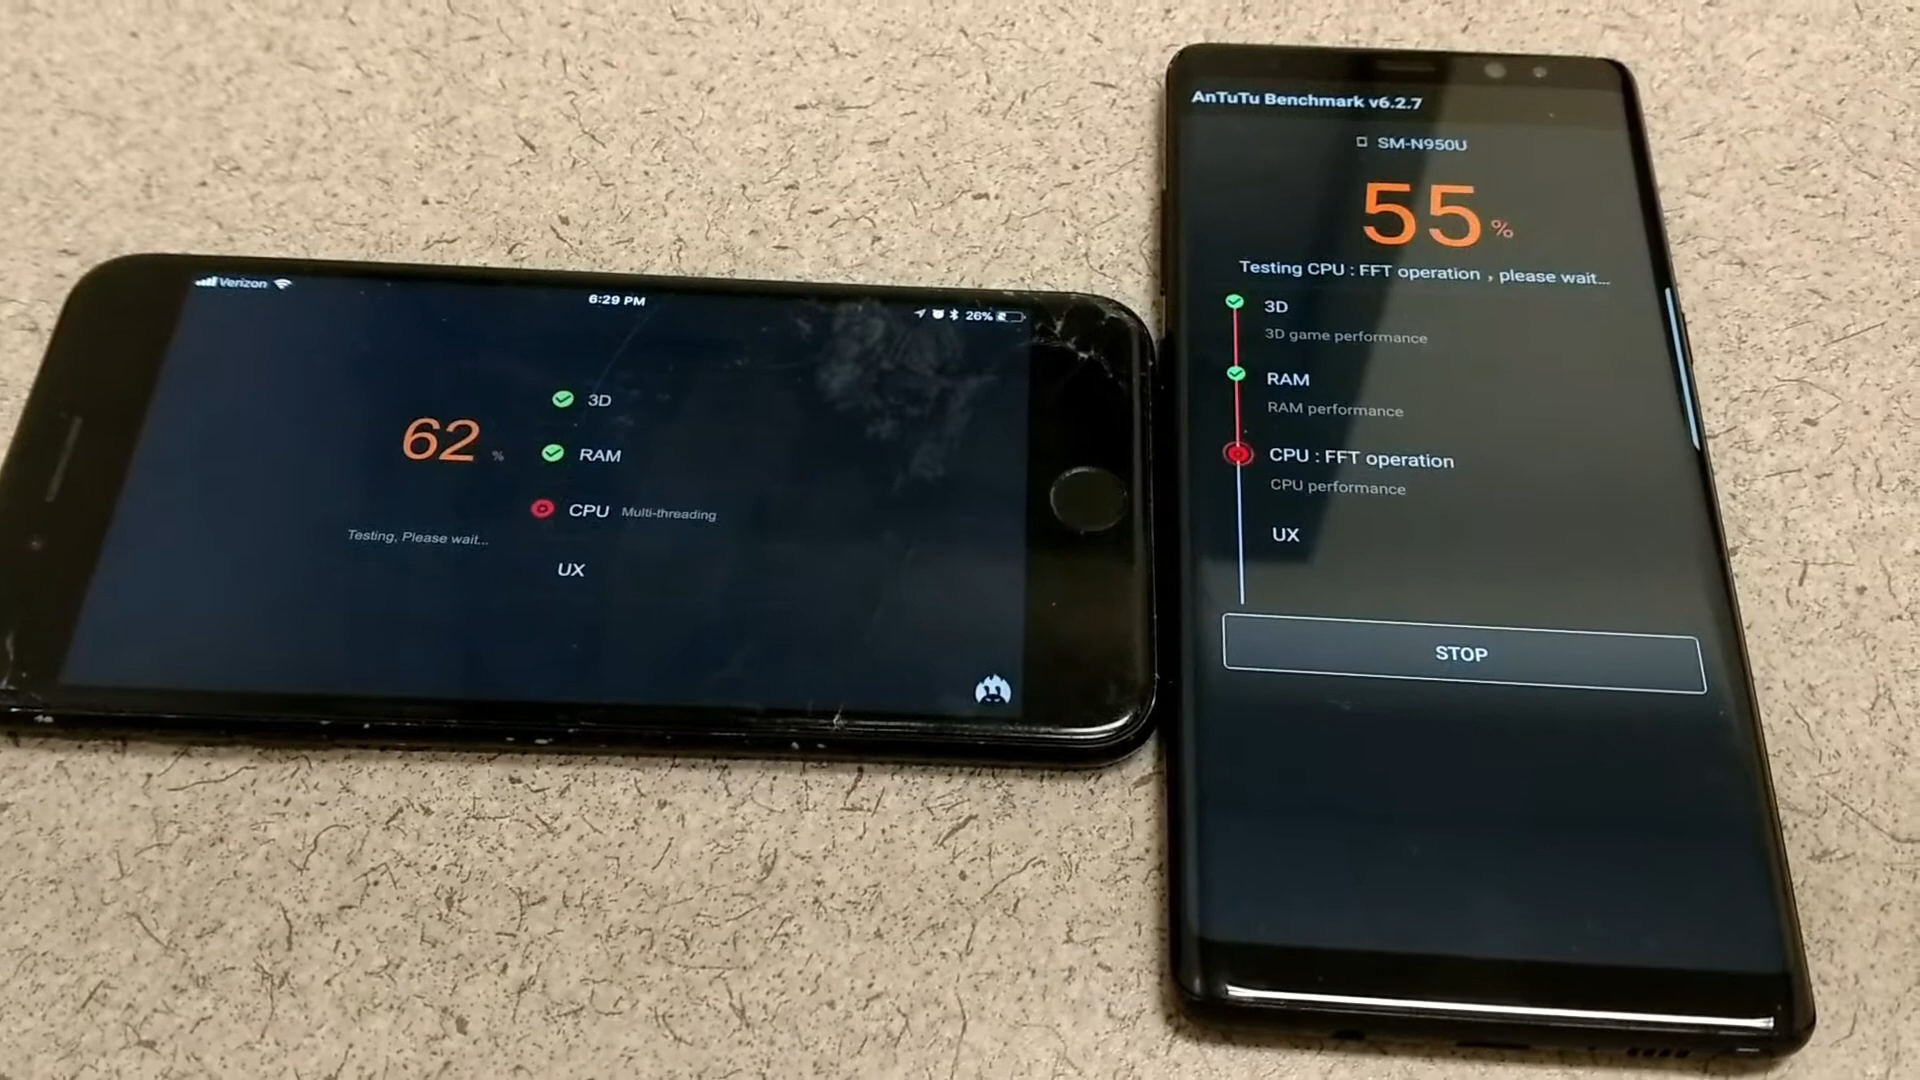 Verizon
6:29 PM
26%
3D
62 %
RAM
CPU Multi-threading
Testing, Please wait...
UX
AnTuTu Benchmark v6.2.7
SM-N950U
55 %
Testing CPU : FFT operation , please wait...
3D
3D game performance
RAM
RAM performance
CPU : FFT operation
CPU performance
UX
STOP